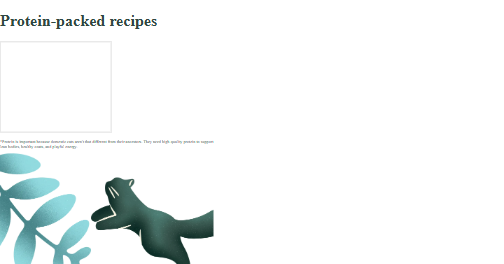 Protein-packed recipes
"Protein is important because domestic cats aren't that different from their ancestors. They need high quality protein to support
lean bodies, healthy coats, and playful energy.